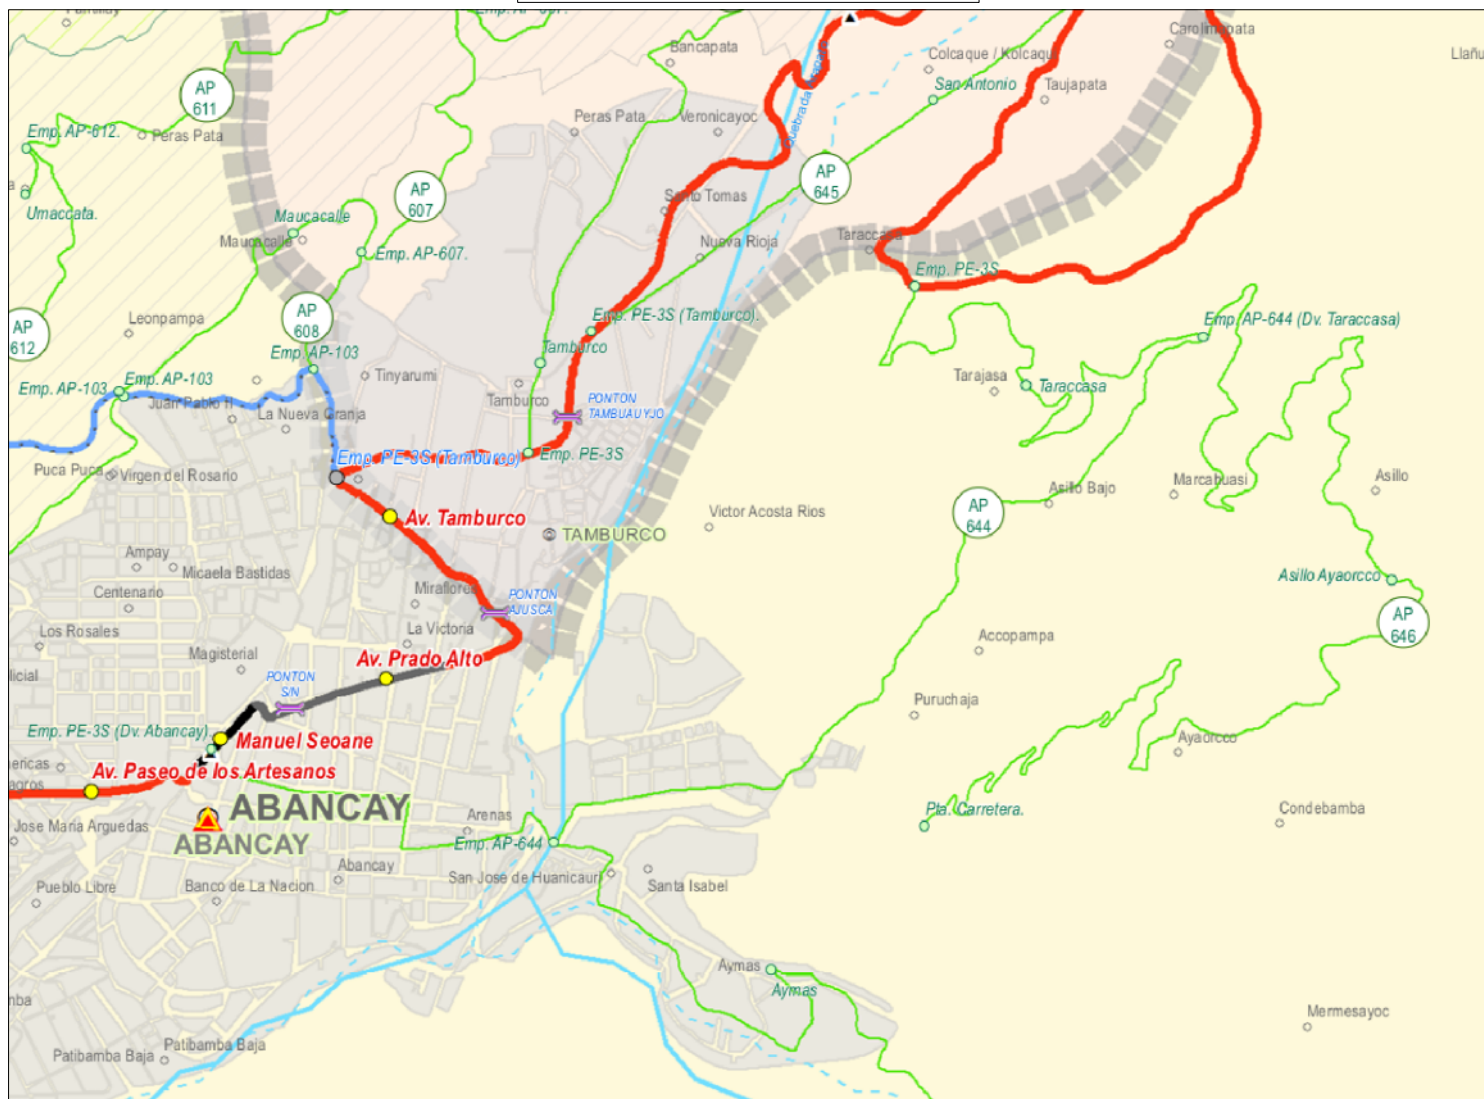 Carolimpata
Bancapata
Colcaque / Kolcaque
Llañu
AP
611
San Antonio
Taujapata
Emp. AP-612.
Peras Pata
Peras Pata
Veronicayoc
AP
645
AP
607
Umaccata.
Maucacalle
Maucacalle
Santo Tomas
Nueva Rioja
Taraccasa
Emp. AP-607.
Emp. PE-3S
AP
612
Leonpampa
AP
608
Emp. PE-3S (Tamburco).
Emp. AP-644 (Dv. Taraccasa)
Emp. AP-103
Tamburco
Tinyarumi
Tarajasa
Taraccasa
Emp. AP-103
Emp. AP-103
Juan Pablo II
La Nueva Granja
Tamburco
PONTON
TAMBUAUYJO
Emp. PE-3S (Tamburco)
Emp. PE-3S
Puca Puca
Virgen del Rosario
Asillo Bajo
Marcabuasi
Asillo
AP
644
Av. Tamburco
Victor Acosta Rios
TAMBURCO
Ampay
Micaela Bastidas
Centenario
Miraflores
PONTON
AJUSCA
Asillo Ayaorcco
AP
646
Los Rosales
La Victoria
Accopampa
Magisterial
Av. Prado Alto
PONTON
S/N
Puruchaja
Emp. PE-3S (Dv. Abancay)
Manuel Seoane
Ayaorcco
Av. Paseo de los Artesanos
ABANCAY
ABANCAY
Jose Maria Arguedas
Arenas
Emp. AP-644
Pta. Carretera.
Condebamba
Abancay
Pueblo Libre
Banco de La Nacion
San Jose de Huanicauri
Santa Isabel
Aymas
Aymas
Mermesayoc
Patibamba Baja
Patibamba Baja